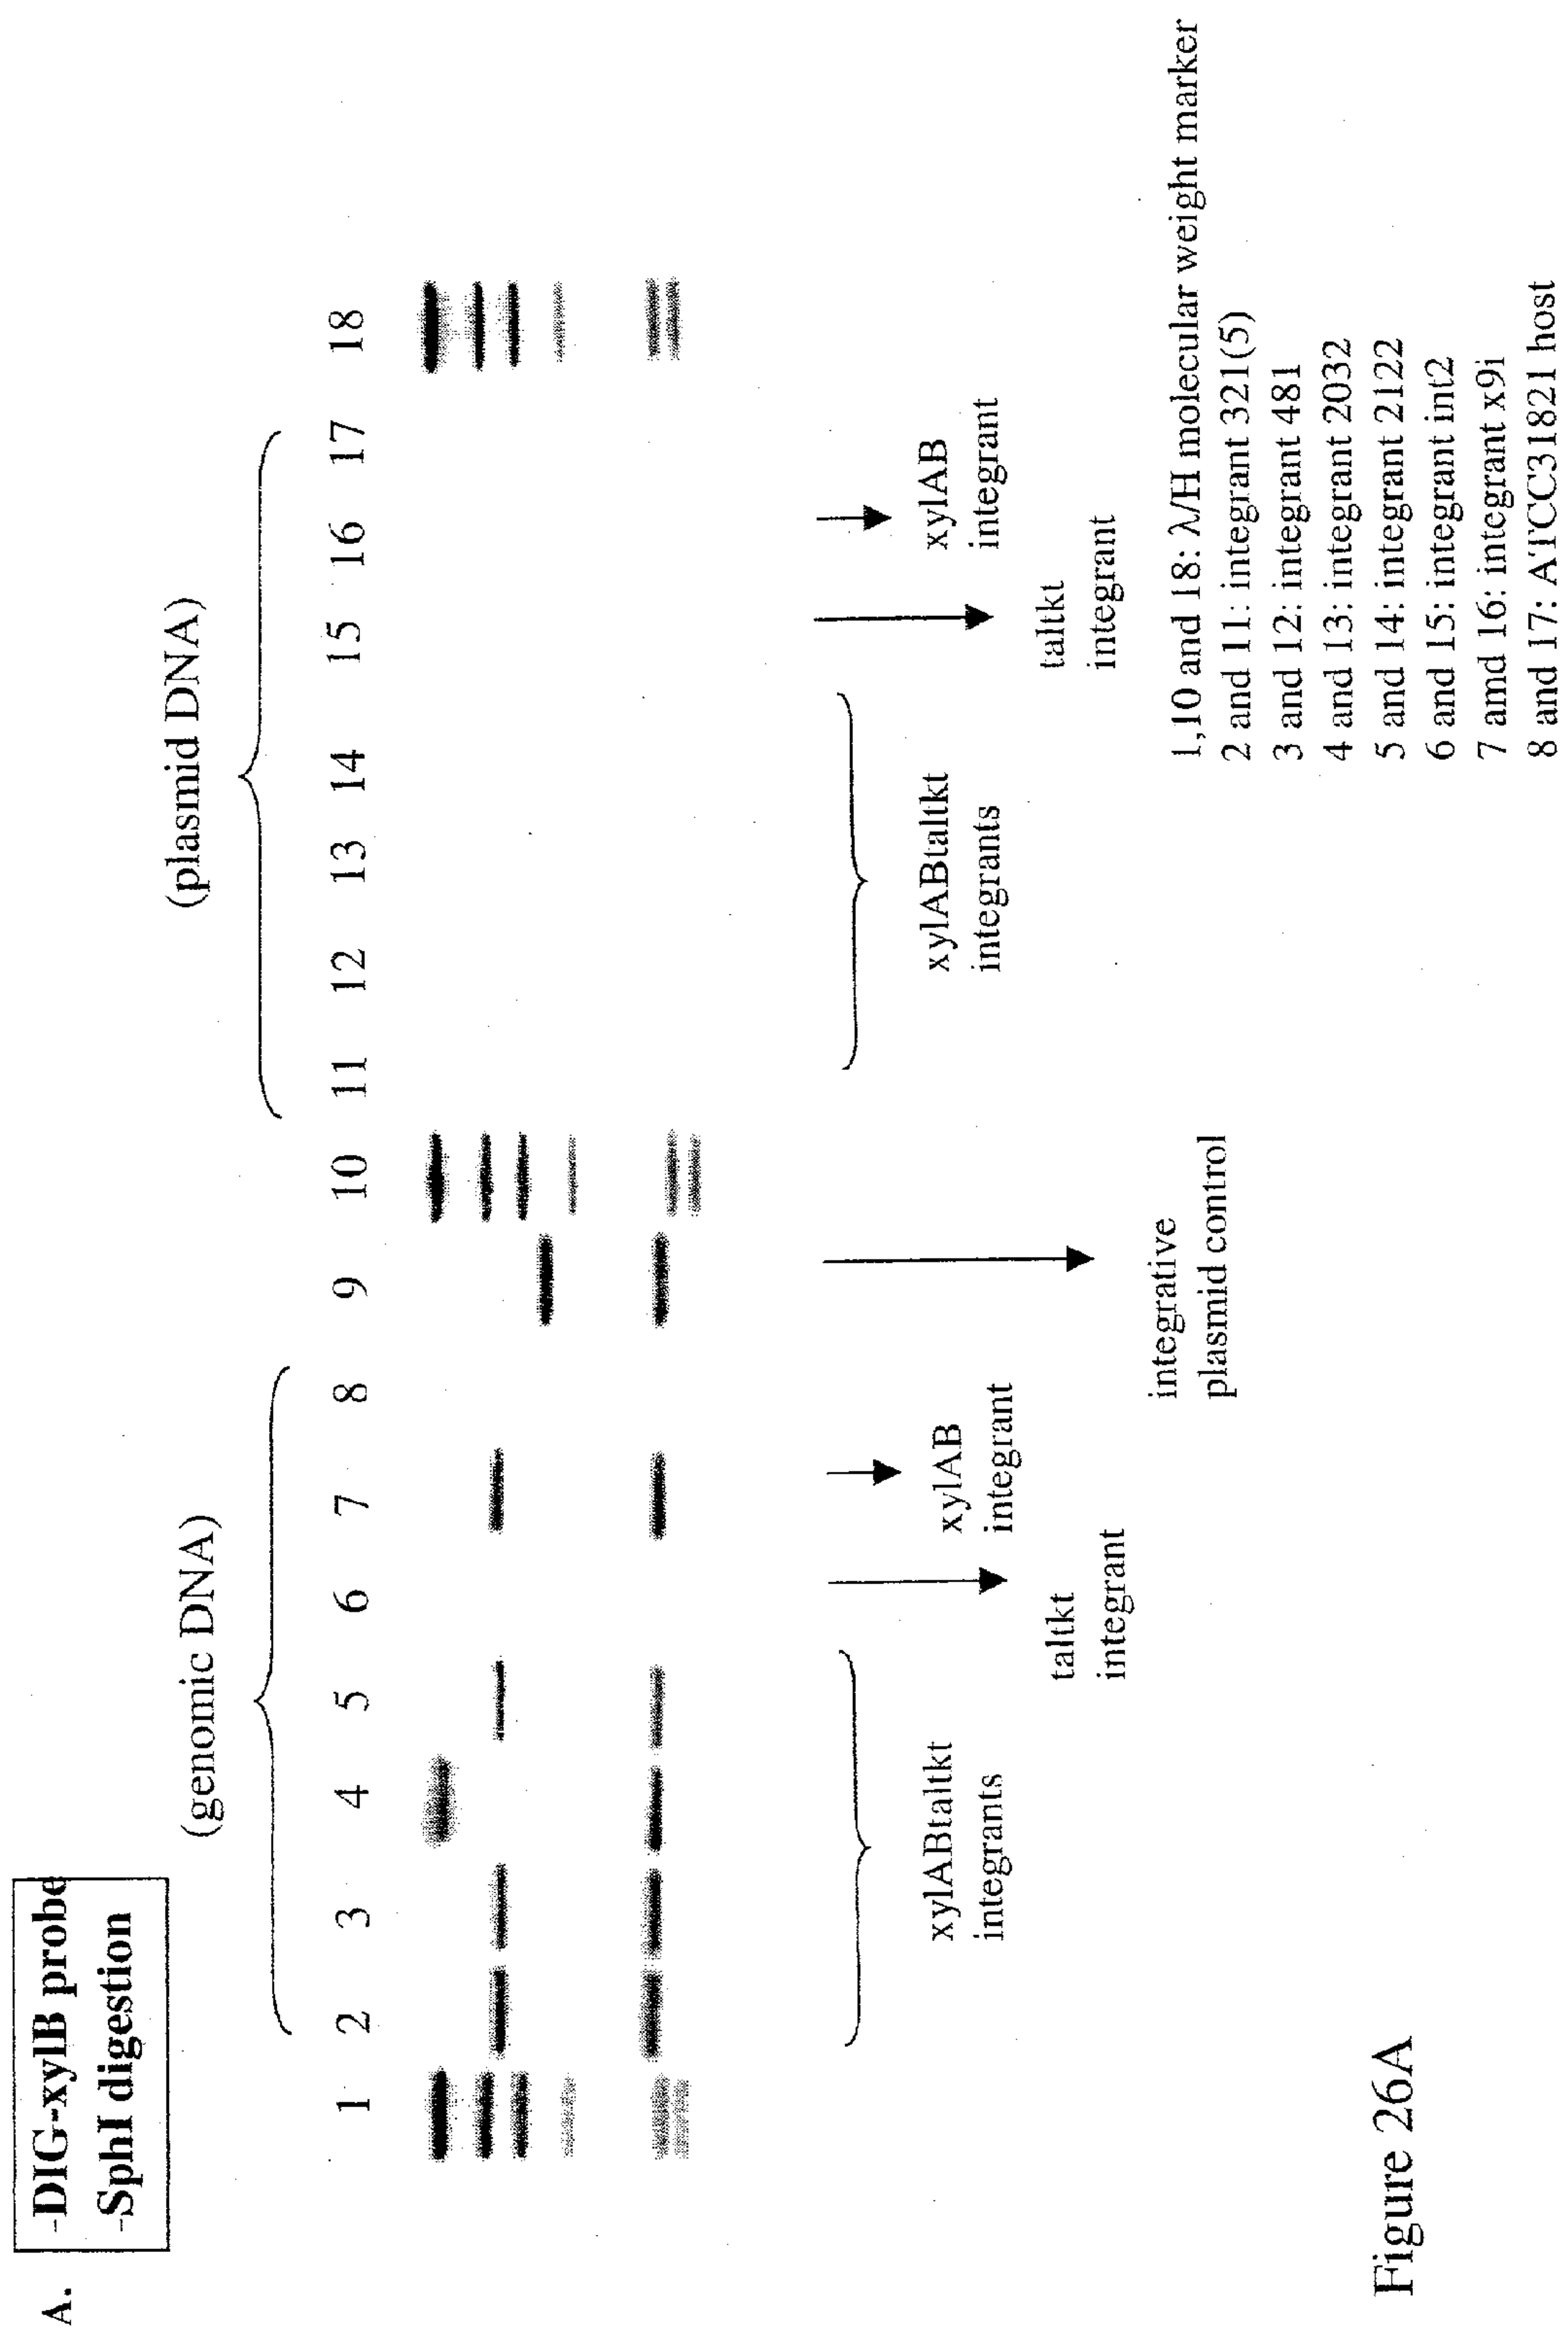 A.
-DIG-xylB probe
-SphI digestion
(genomic DNA)
(plasmid DNA)
1 2 3 4 5 6 7 8 9 10 11 12 13 14 15 16 17 18
xylABtaltkt
integrants
taltkt
integrant
xylAB
integrant
integrative
plasmid control
xylABtaltkt
integrants
taltkt
integrant
xylAB
integrant
1,10 and 18: λ/H molecular weight marker
2 and 11: integrant 321(5)
3 and 12: integrant 481
4 and 13: integrant 2032
5 and 14: integrant 2122
6 and 15: integrant int2
7 amd 16: integrant x9i
8 and 17: ATCC31821 host
Figure 26A